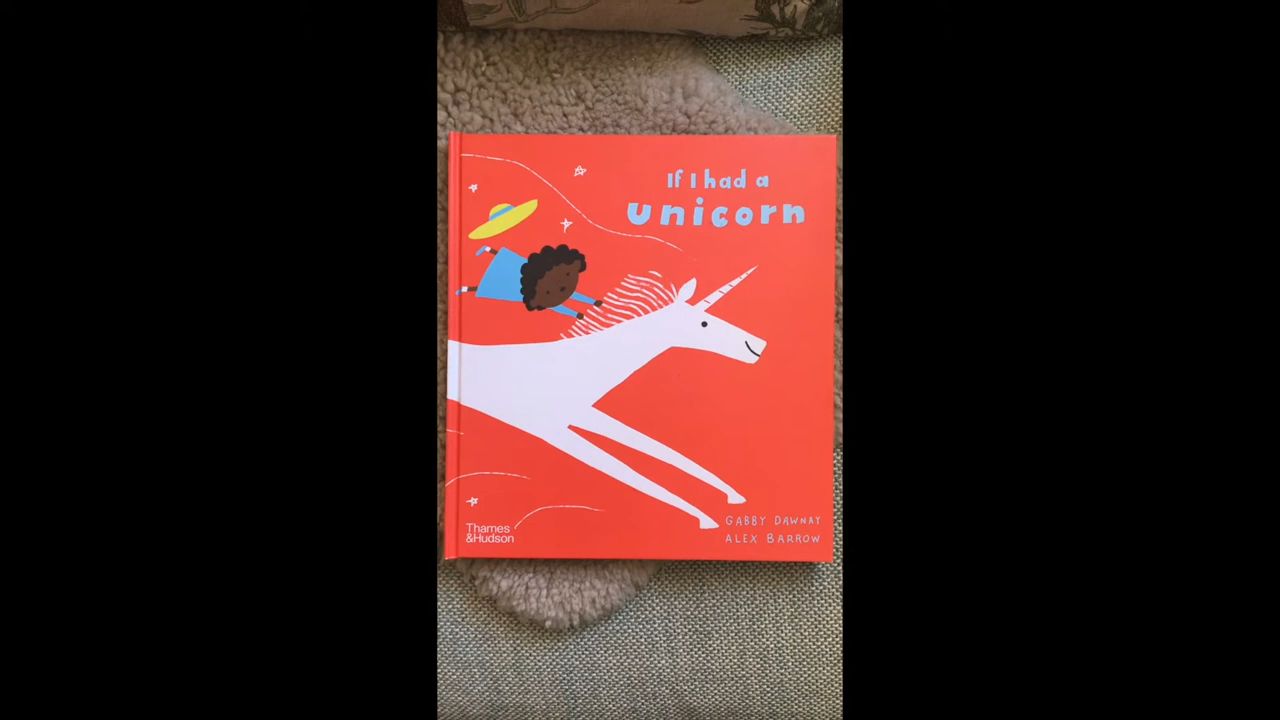 If I had a
unicorn
Thames
&Hudson
GABBY DAWNAY
ALEX BARROW